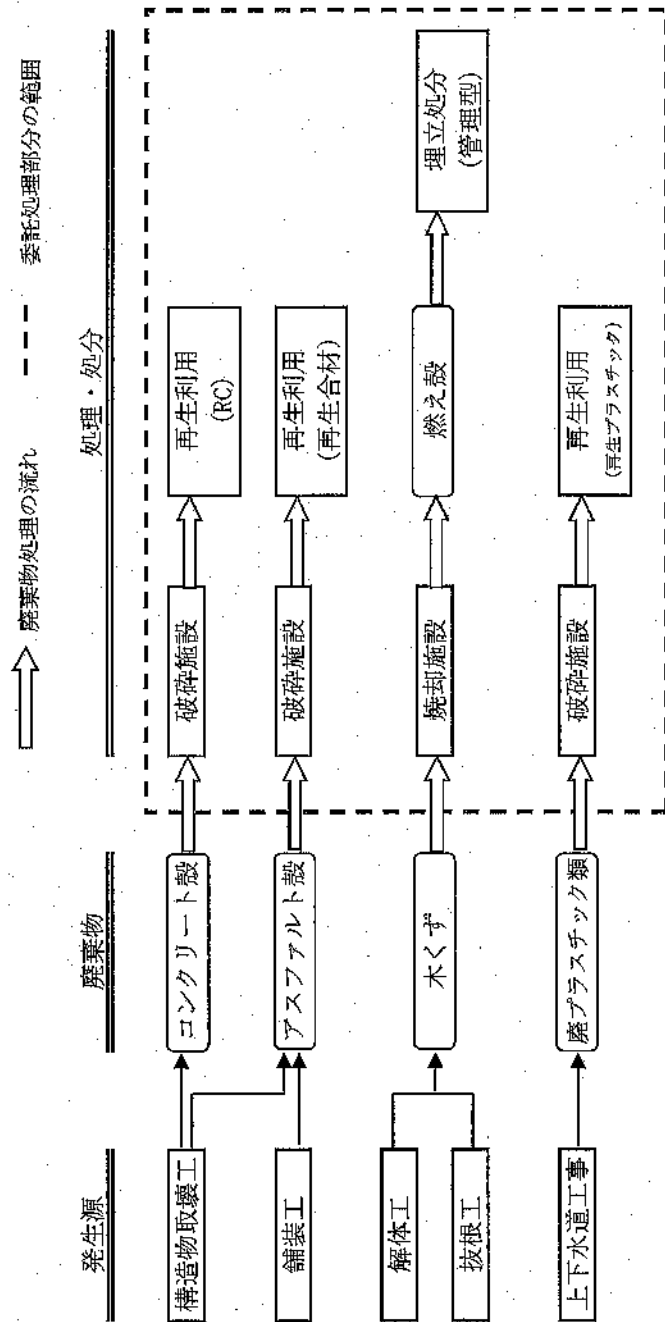 廃棄物処理の流れ
委託処理部分の範囲
発生源
廃棄物
処理・処分
構造物取壊工
コンクリート殻
破砕施設
再生利用
(RC)
舗装工
アスファルト殻
破砕施設
再生利用
(再生合材)
解体工
抜根工
木くず
焼却施設
燃え殻
埋立処分
(管理型)
上下水道工事
廃プラスチック類
破砕施設
再生利用
(再生プラスチック)